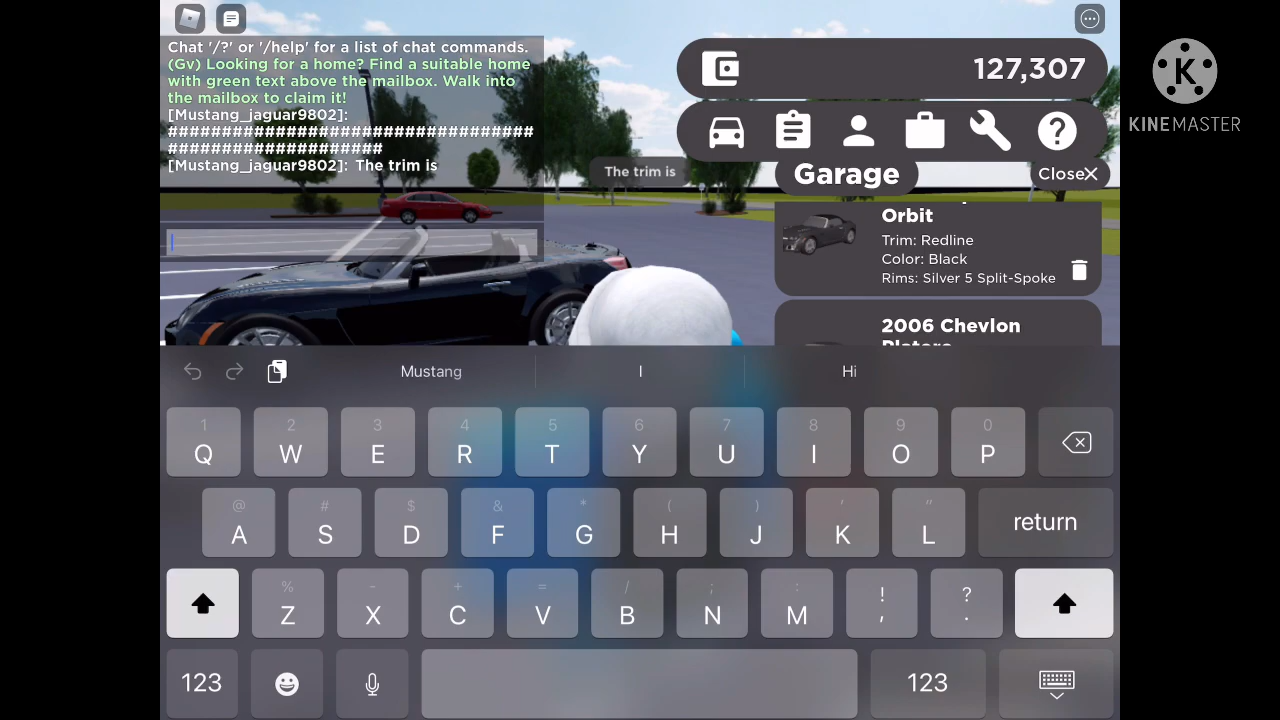 Chat '/?' or '/help' for a list of chat commands.
(Gv) Looking for a home? Find a suitable home
with green text above the mailbox. Walk into
the mailbox to claim it!
[Mustang_jaguar9802]:
##################################
####################
[Mustang_jaguar9802]: The trim is
The trim is
127,307
Garage
Close X
Orbit
Trim: Redline
Color: Black
Rims: Silver 5 Split-Spoke
2006 Chevlon
Platoro
K
KINEMASTER
Mustang I Hi
1 2 3 4 5 6 7 8 9 0
Q W E R T Y U I O P
@ # $ & * ( ) ' "
A S D F G H J K L return
% - + = / ; : ! ?
Z X C V B N M , .
123 123